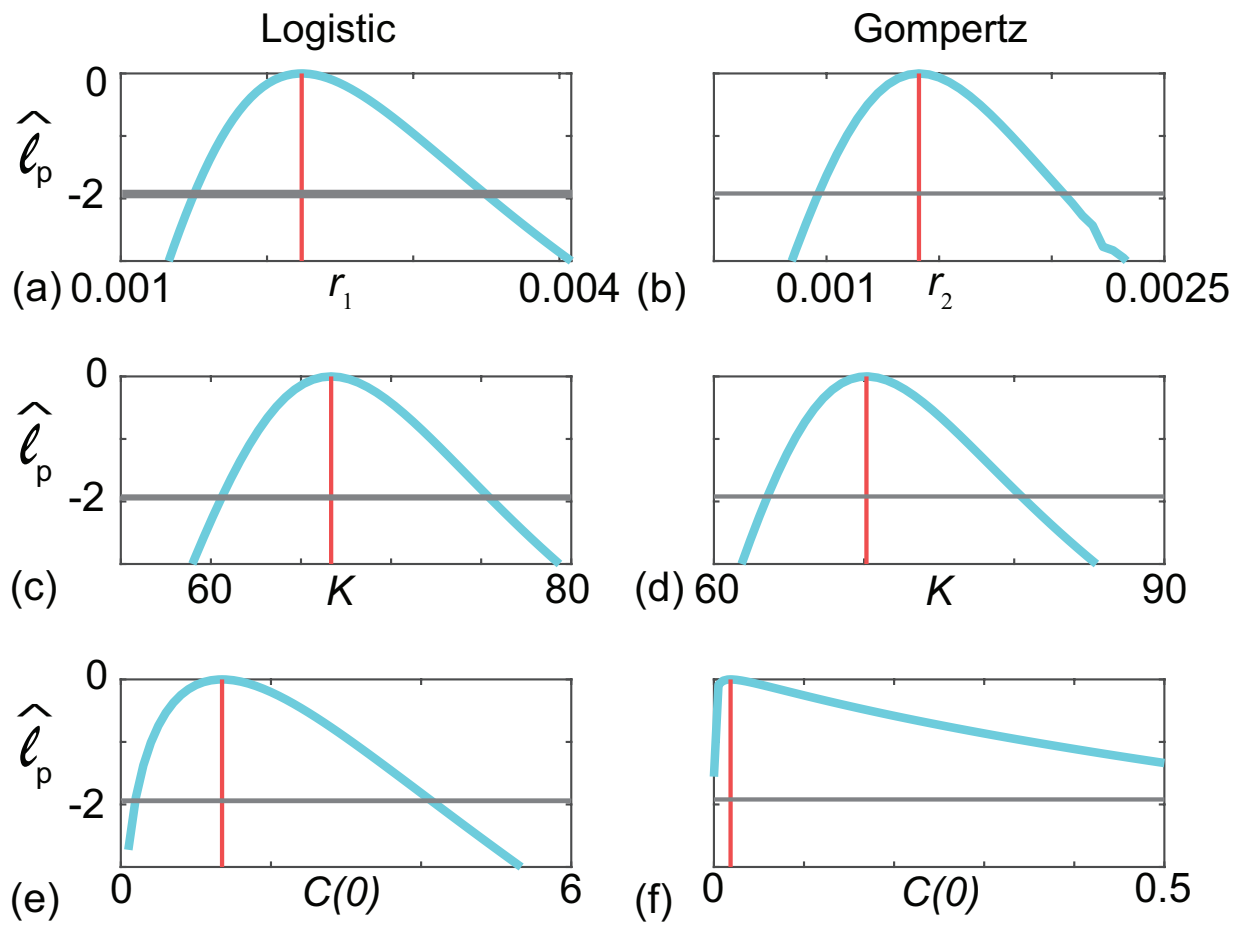 Logistic Gompertz
0
ℓ̂ₚ
-2
(a) 0.001 r₁ 0.004 (b) 0.001 r₂ 0.0025
0
ℓ̂ₚ
-2
(c) 60 K 80 (d) 60 K 90
0
ℓ̂ₚ
-2
(e) 0 C(0) 6 (f) 0 C(0) 0.5